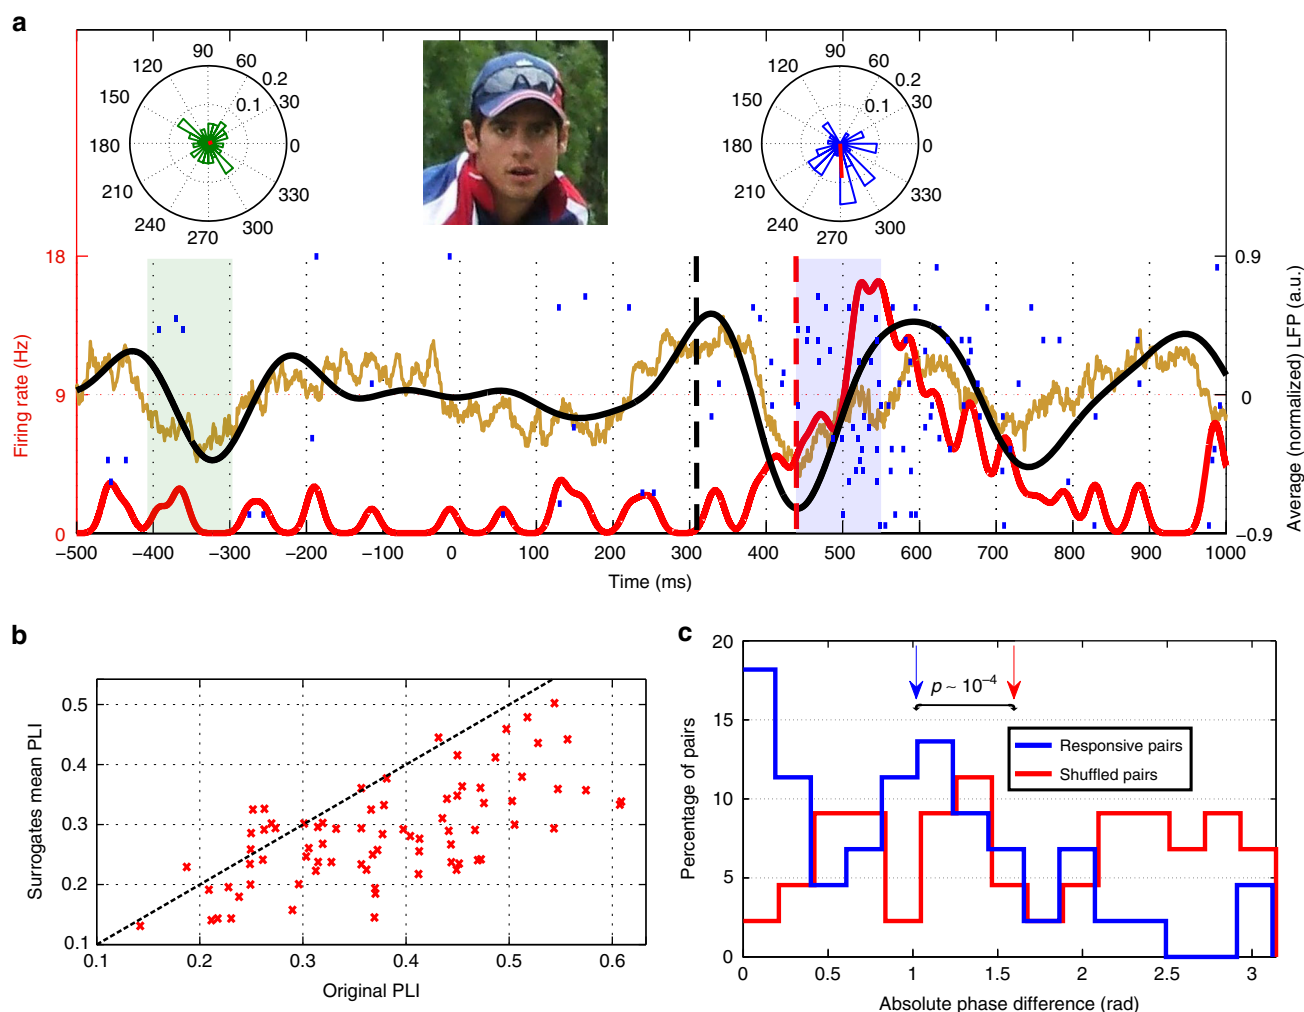 a
90
60
120
0.2
150
0.1
30
180
0
210
330
240
300
270
90
60
120
0.2
150
0.1
30
180
0
210
330
240
300
270
18
9
0
Firing rate (Hz)
0.9
0
–0.9
Average (normalized) LFP (a.u.)
–500 –400 –300 –200 –100 0 100 200 300 400 500 600 700 800 900 1000
Time (ms)
b
0.5
0.4
0.3
0.2
0.1
Surrogates mean PLI
0.1 0.2 0.3 0.4 0.5 0.6
Original PLI
c
20
15
10
5
0
Percentage of pairs
p ~ 10–4
Responsive pairs
Shuffled pairs
0 0.5 1 1.5 2 2.5 3
Absolute phase difference (rad)